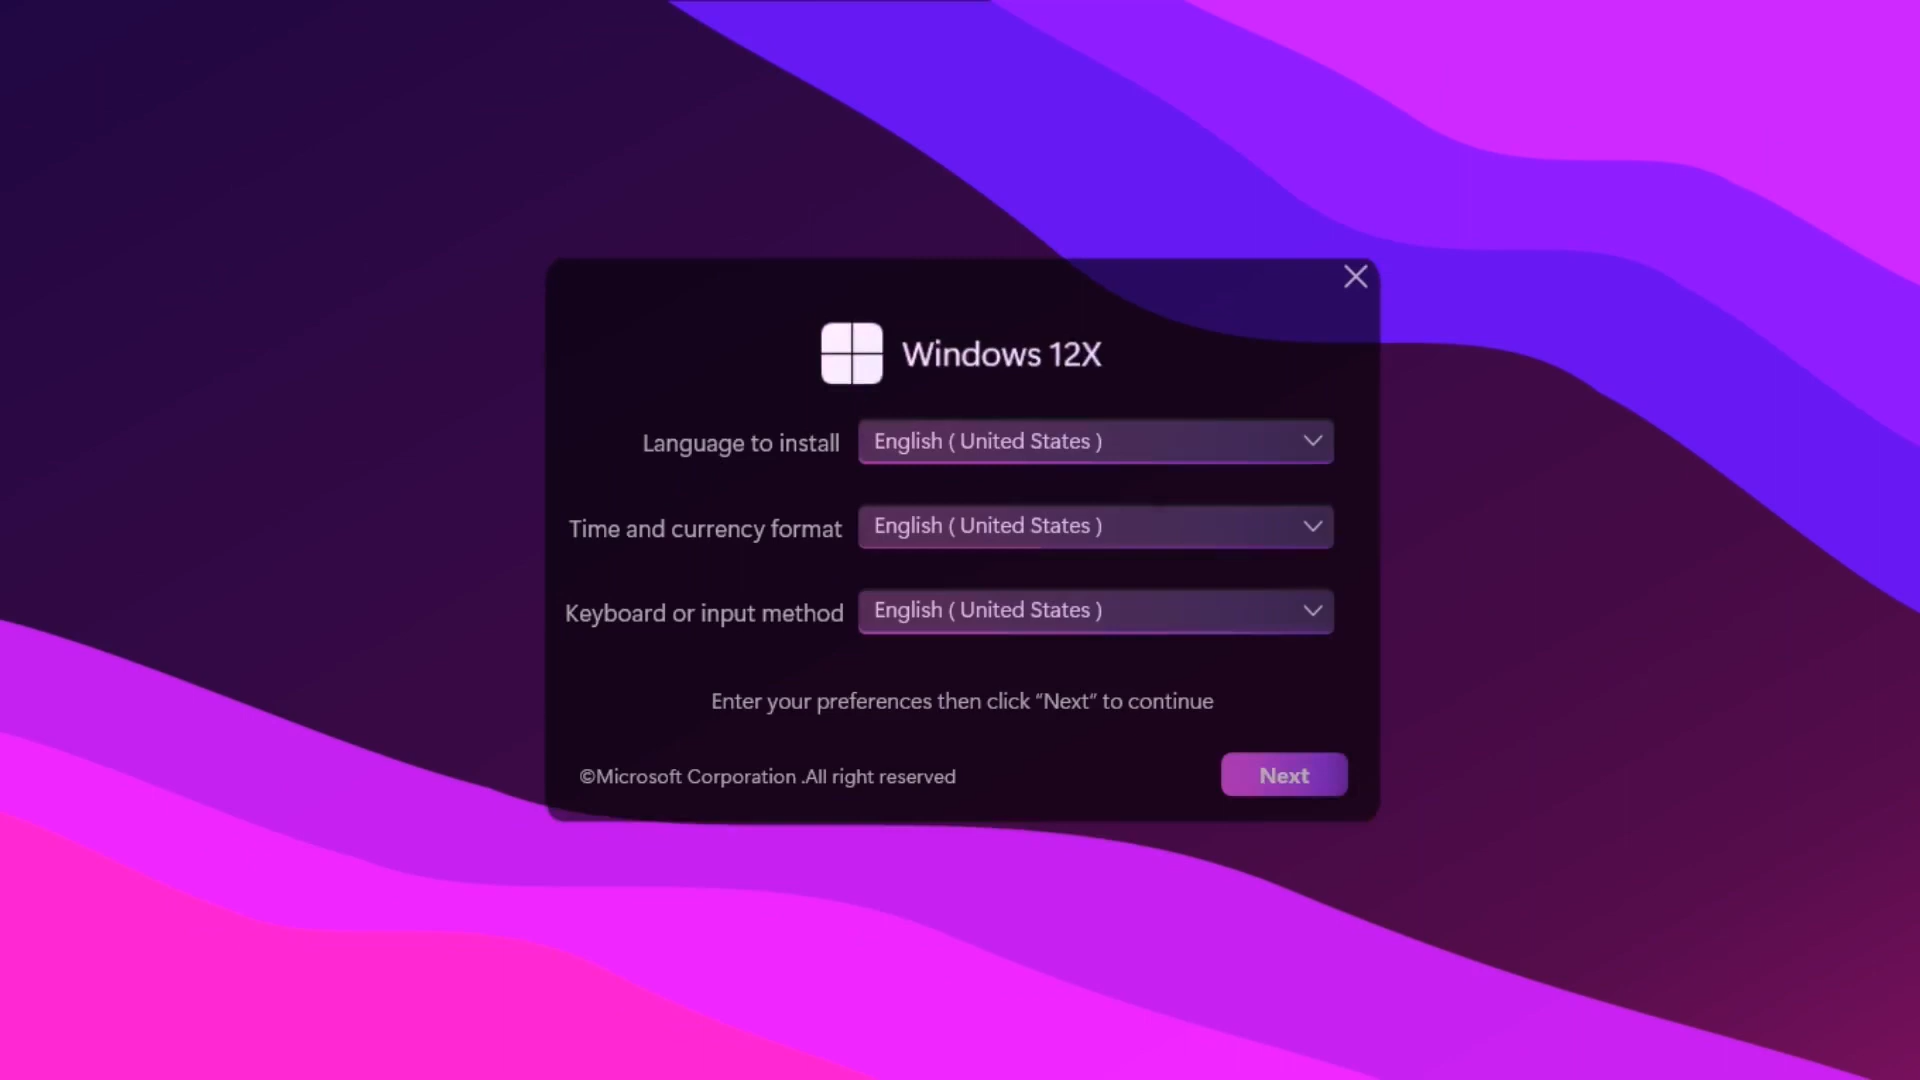 Windows 12X
Language to install
English ( United States )
Time and currency format
English ( United States )
Keyboard or input method
English ( United States )
Enter your preferences then click “Next” to continue
©Microsoft Corporation .All right reserved
Next